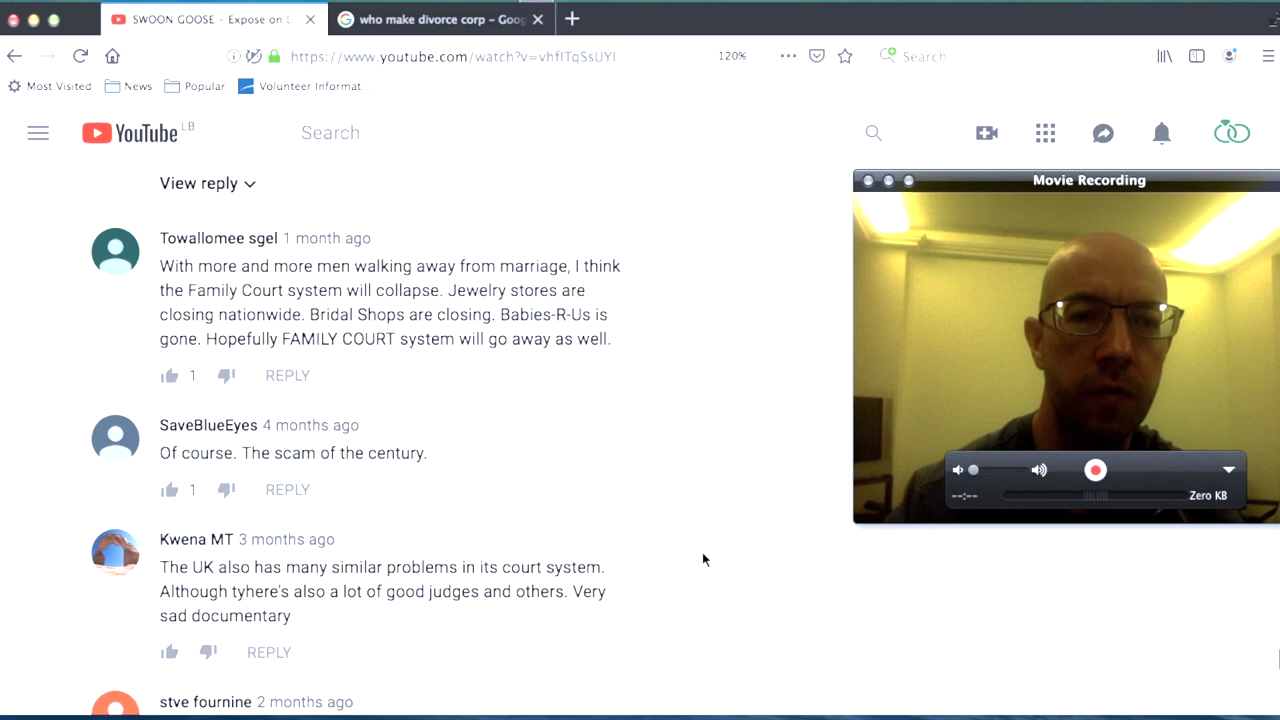 SWOON GOOSE - Expose on D
who make divorce corp – Goog
https://www.youtube.com/watch?v=vhfITqSsUYI
120%
Search
Most Visited
News
Popular
Volunteer Informat...
YouTube
LB
Search
View reply
Movie Recording
Towallomee sgel 1 month ago
With more and more men walking away from marriage, I think
the Family Court system will collapse. Jewelry stores are
closing nationwide. Bridal Shops are closing. Babies-R-Us is
gone. Hopefully FAMILY COURT system will go away as well.
1
REPLY
SaveBlueEyes 4 months ago
Of course. The scam of the century.
1
REPLY
--:--
Zero KB
Kwena MT 3 months ago
The UK also has many similar problems in its court system.
Although tyhere's also a lot of good judges and others. Very
sad documentary
REPLY
stve fournine 2 months ago